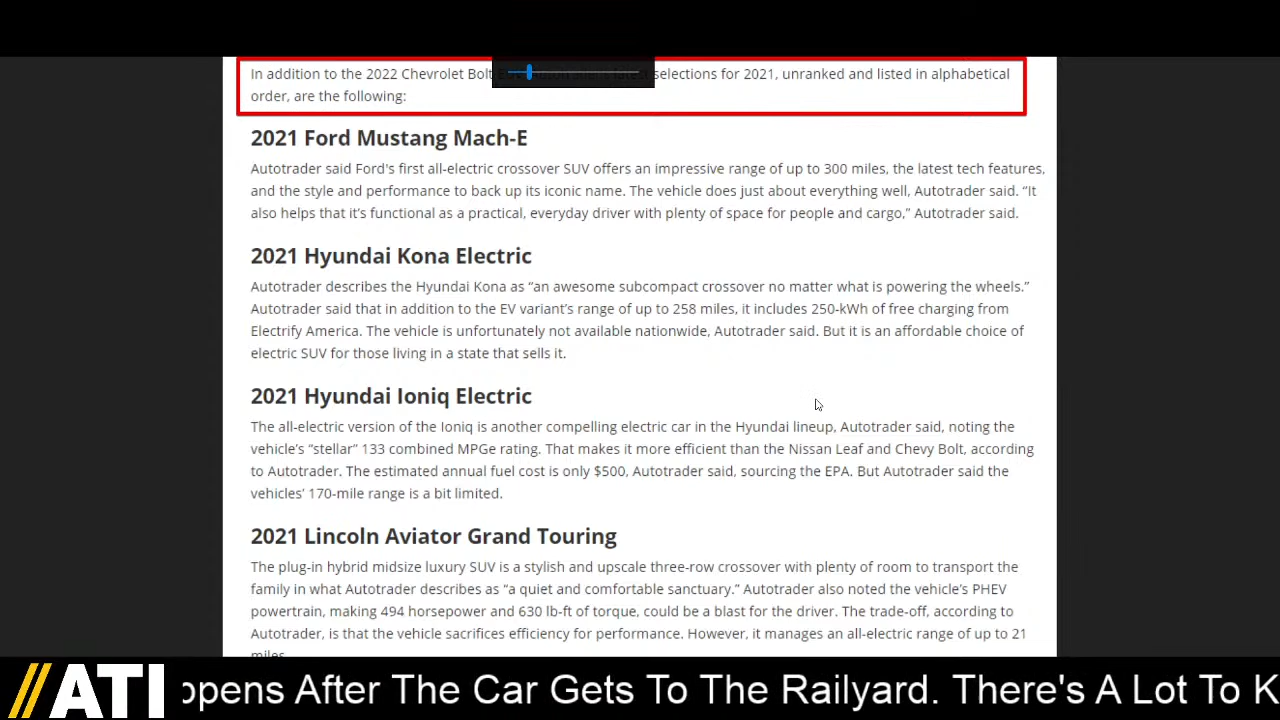 In addition to the 2022 Chevrolet Bolt selections for 2021, unranked and listed in alphabetical
order, are the following:
2021 Ford Mustang Mach-E
Autotrader said Ford's first all-electric crossover SUV offers an impressive range of up to 300 miles, the latest tech features,
and the style and performance to back up its iconic name. The vehicle does just about everything well, Autotrader said. “It
also helps that it’s functional as a practical, everyday driver with plenty of space for people and cargo,” Autotrader said.
2021 Hyundai Kona Electric
Autotrader describes the Hyundai Kona as “an awesome subcompact crossover no matter what is powering the wheels.”
Autotrader said that in addition to the EV variant’s range of up to 258 miles, it includes 250-kWh of free charging from
Electrify America. The vehicle is unfortunately not available nationwide, Autotrader said. But it is an affordable choice of
electric SUV for those living in a state that sells it.
2021 Hyundai Ioniq Electric
The all-electric version of the Ioniq is another compelling electric car in the Hyundai lineup, Autotrader said, noting the
vehicle’s “stellar” 133 combined MPGe rating. That makes it more efficient than the Nissan Leaf and Chevy Bolt, according
to Autotrader. The estimated annual fuel cost is only $500, Autotrader said, sourcing the EPA. But Autotrader said the
vehicles’ 170-mile range is a bit limited.
2021 Lincoln Aviator Grand Touring
The plug-in hybrid midsize luxury SUV is a stylish and upscale three-row crossover with plenty of room to transport the
family in what Autotrader describes as “a quiet and comfortable sanctuary.” Autotrader also noted the vehicle’s PHEV
powertrain, making 494 horsepower and 630 lb-ft of torque, could be a blast for the driver. The trade-off, according to
Autotrader, is that the vehicle sacrifices efficiency for performance. However, it manages an all-electric range of up to 21
miles.
//ATI ppens After The Car Gets To The Railyard. There's A Lot To K